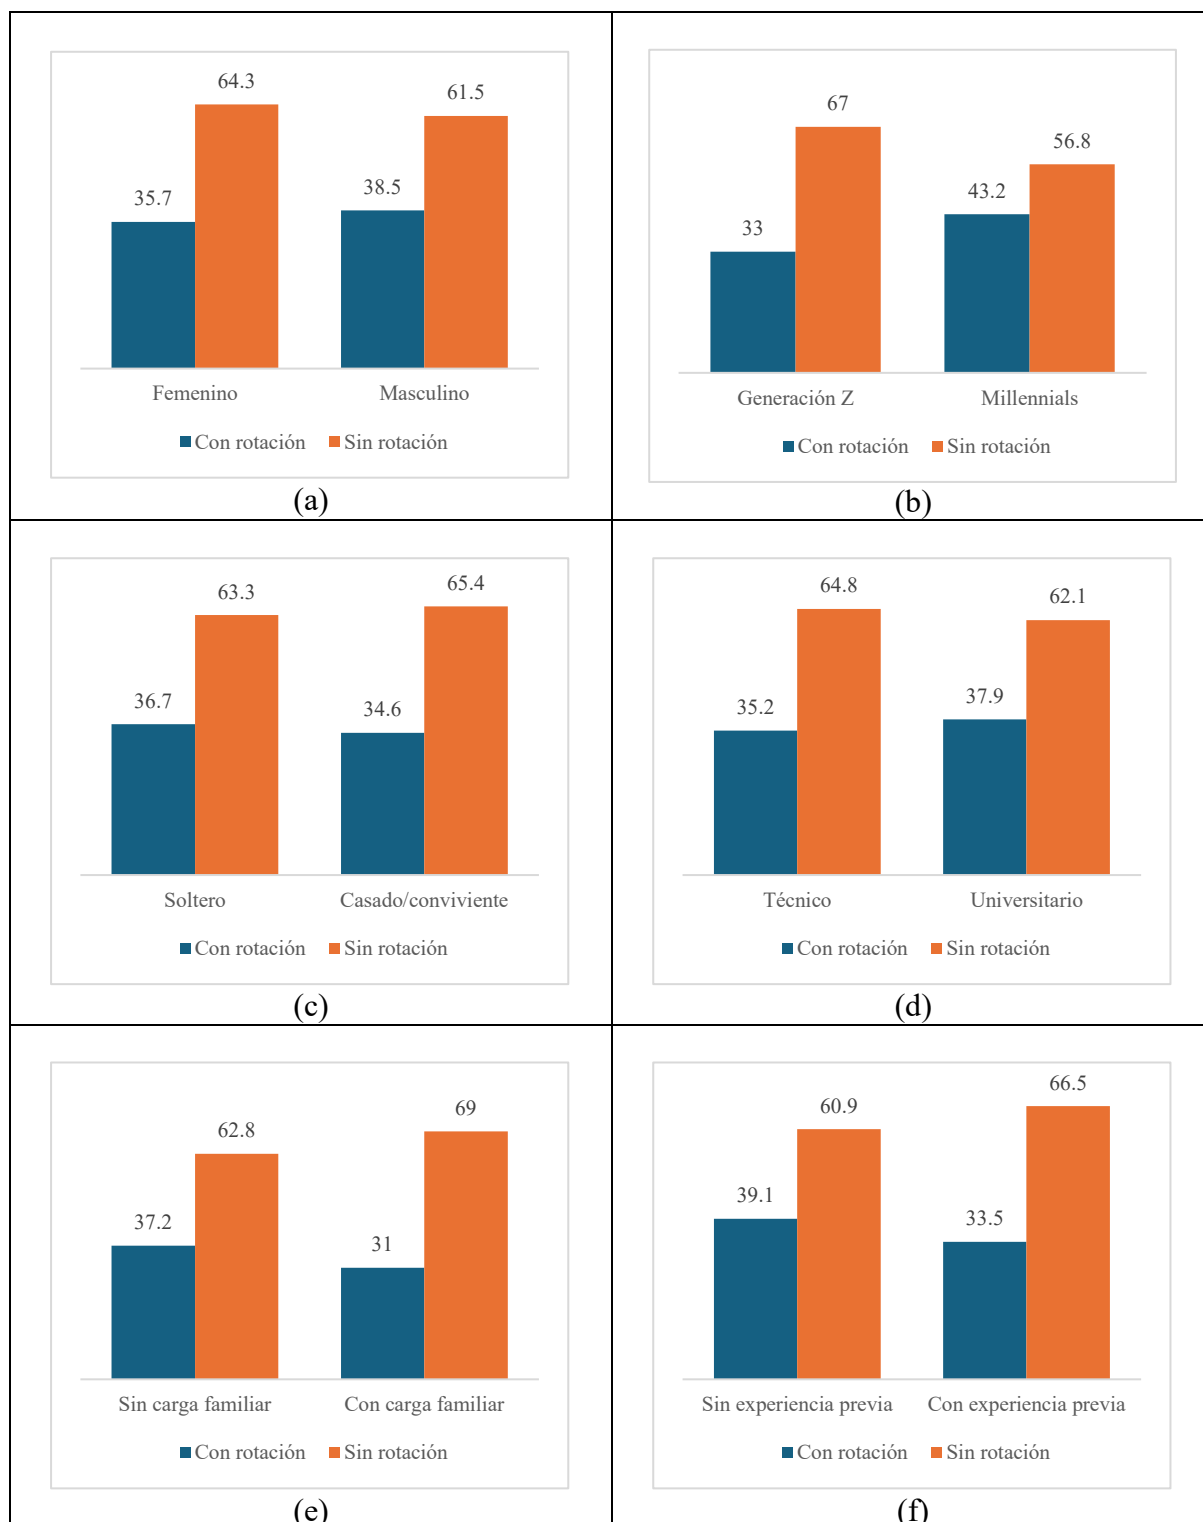 64.3
61.5
35.7
38.5
Femenino Masculino
Con rotación Sin rotación
(a)
67
56.8
33
43.2
Generación Z Millennials
Con rotación Sin rotación
(b)
63.3
65.4
36.7
34.6
Soltero Casado/conviviente
Con rotación Sin rotación
(c)
64.8
62.1
35.2
37.9
Técnico Universitario
Con rotación Sin rotación
(d)
62.8
69
37.2
31
Sin carga familiar Con carga familiar
Con rotación Sin rotación
(e)
60.9
66.5
39.1
33.5
Sin experiencia previa Con experiencia previa
Con rotación Sin rotación
(f)